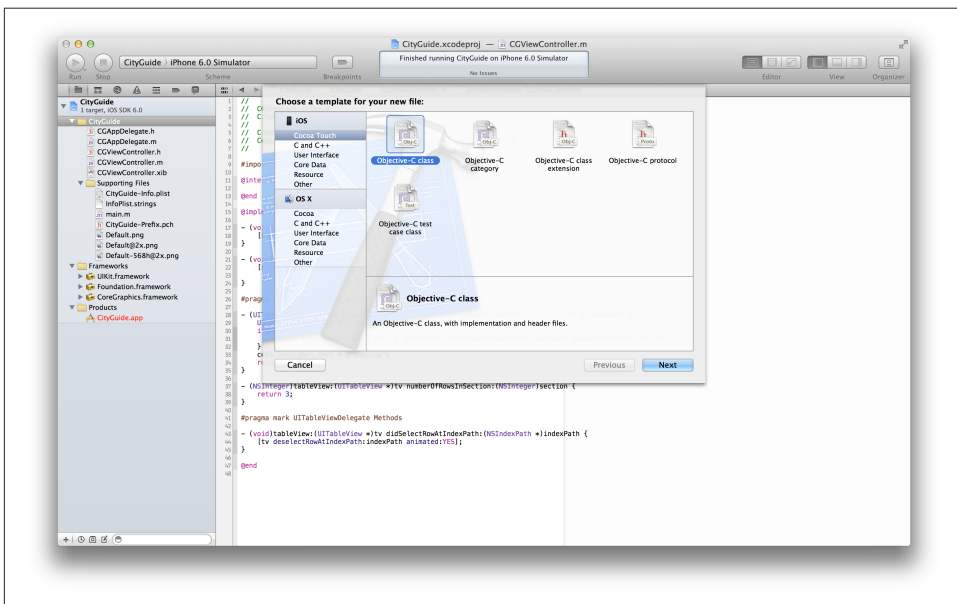 CityGuide.xcodeproj — CGViewController.m
CityGuide 〉 iPhone 6.0 Simulator
Finished running CityGuide on iPhone 6.0 Simulator
No Issues
Run Stop Scheme Breakpoints Editor View Organizer
CityGuide
1 target, iOS SDK 6.0
CityGuide
CGAppDelegate.h
CGAppDelegate.m
CGViewController.h
CGViewController.m
CGViewController.xib
Supporting Files
CityGuide-Info.plist
InfoPlist.strings
main.m
CityGuide-Prefix.pch
Default.png
Default@2x.png
Default-568h@2x.png
Frameworks
UIKit.framework
Foundation.framework
CoreGraphics.framework
Products
CityGuide.app
Choose a template for your new file:
iOS
Cocoa Touch
C and C++
User Interface
Core Data
Resource
Other
OS X
Cocoa
C and C++
User Interface
Core Data
Resource
Other
Objective-C class
Objective-C category
Objective-C class extension
Objective-C protocol
Objective-C test case class
Objective-C class
An Objective-C class, with implementation and header files.
Cancel Previous Next
- (NSInteger)tableView:(UITableView *)tv numberOfRowsInSection:(NSInteger)section {
return 3;
}
#pragma mark UITableViewDelegate Methods
- (void)tableView:(UITableView *)tv didSelectRowAtIndexPath:(NSIndexPath *)indexPath {
[tv deselectRowAtIndexPath:indexPath animated:YES];
}
@end